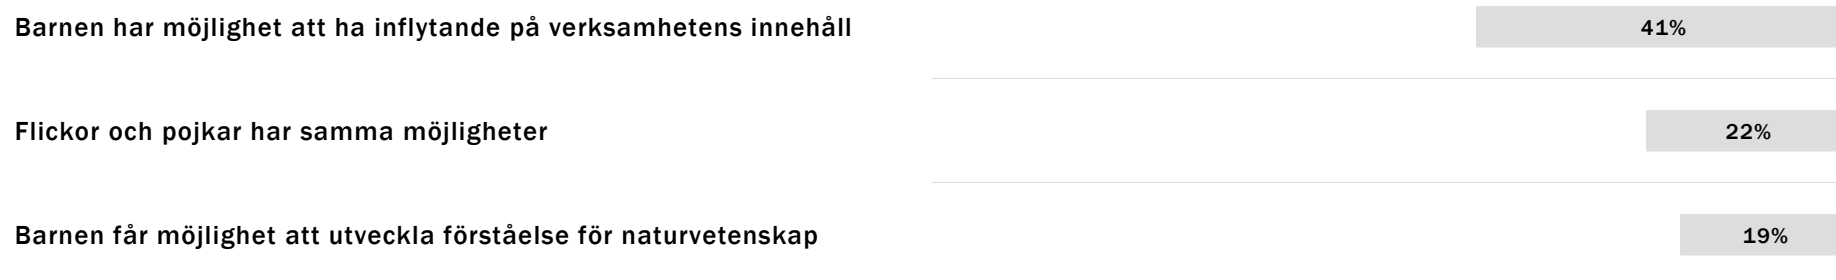 Barnen har möjlighet att ha inflytande på verksamhetens innehåll 41%
Flickor och pojkar har samma möjligheter 22%
Barnen får möjlighet att utveckla förståelse för naturvetenskap 19%